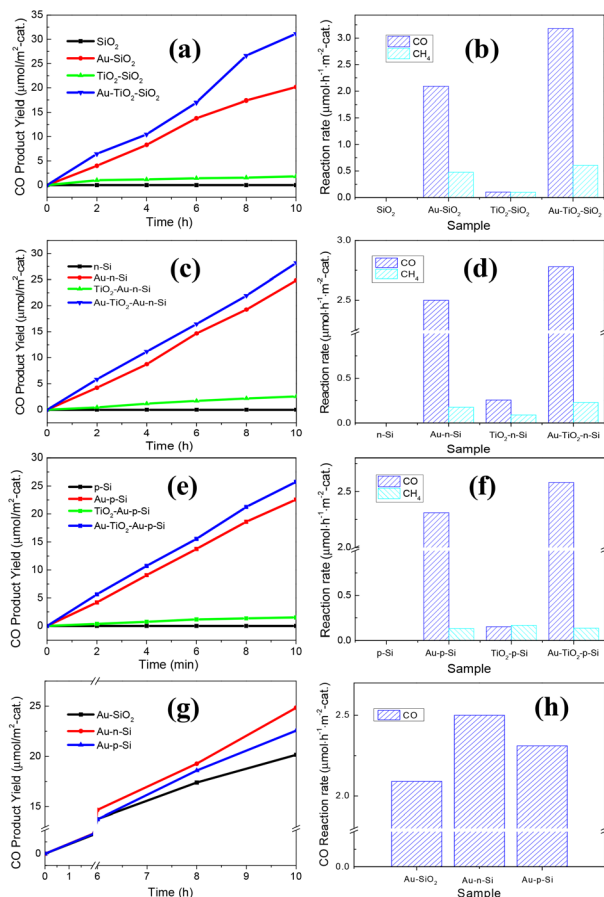 (a)
CO Product Yield (μmol/m²-cat.)
35
30
25
20
15
10
5
0
SiO₂
Au-SiO₂
TiO₂-SiO₂
Au-TiO₂-SiO₂
0 2 4 6 8 10
Time (h)
(b)
Reaction rate (μmol·h⁻¹·m⁻²-cat.)
3.5
3.0
2.5
2.0
1.5
1.0
0.5
0.0
CO
CH₄
SiO₂ Au-SiO₂ TiO₂-SiO₂ Au-TiO₂-SiO₂
Sample
(c)
CO Product Yield (μmol/m²-cat.)
30
25
20
15
10
5
0
n-Si
Au-n-Si
TiO₂-Au-n-Si
Au-TiO₂-Au-n-Si
0 2 4 6 8 10
Time (h)
(d)
Reaction rate (μmol·h⁻¹·m⁻²-cat.)
3.0
2.5
0.5
0.25
0.0
CO
CH₄
n-Si Au-n-Si TiO₂-n-Si Au-TiO₂-n-Si
Sample
(e)
CO Product Yield (μmol/m²-cat.)
30
25
20
15
10
5
0
p-Si
Au-p-Si
TiO₂-Au-p-Si
Au-TiO₂-Au-p-Si
0 2 4 6 8 10
Time (min)
(f)
Reaction rate (μmol·h⁻¹·m⁻²-cat.)
2.5
2.0
0.5
0.25
0.0
CO
CH₄
p-Si Au-p-Si TiO₂-p-Si Au-TiO₂-p-Si
Sample
(g)
CO Product Yield (μmol/m²-cat.)
25
20
15
0
Au-SiO₂
Au-n-Si
Au-p-Si
0 1 6 7 8 9 10
Time (h)
(h)
CO Reaction rate (μmol·h⁻¹·m⁻²-cat.)
2.5
2.0
0.0
CO
Au-SiO₂ Au-n-Si Au-p-Si
Sample